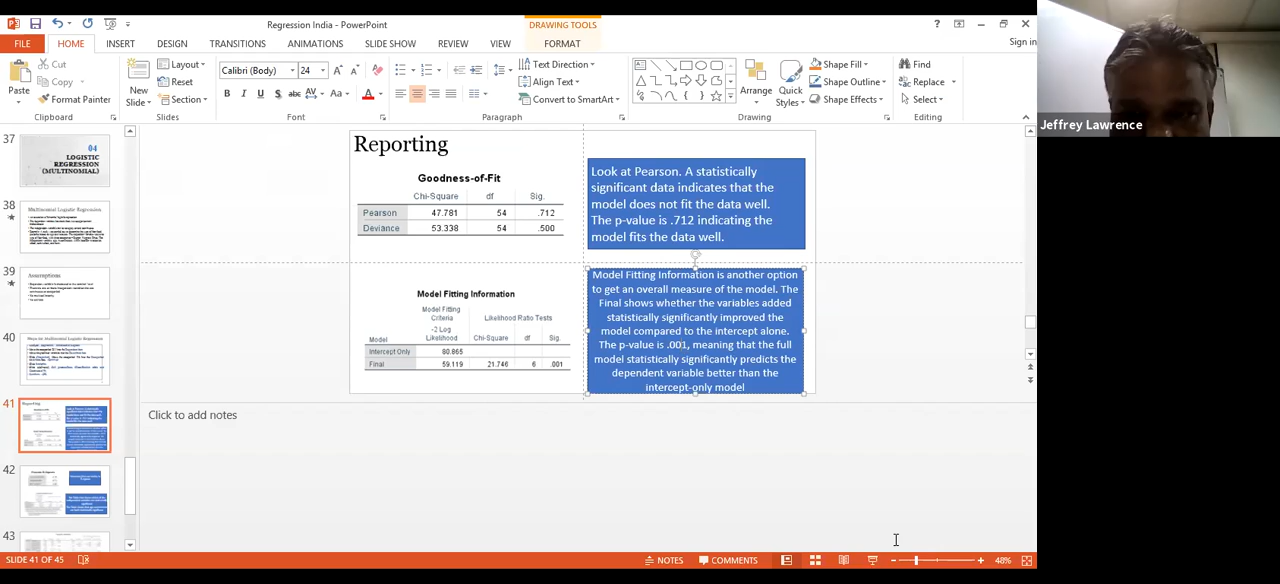 Regression India - PowerPoint
DRAWING TOOLS
FILE HOME INSERT DESIGN TRANSITIONS ANIMATIONS SLIDE SHOW REVIEW VIEW FORMAT
Sign in
Paste
Cut
Copy
Format Painter
Clipboard
New
Slide
Layout
Reset
Section
Slides
Calibri (Body) 24
Font
Text Direction
Align Text
Convert to SmartArt
Paragraph
Arrange
Quick
Styles
Shape Fill
Shape Outline
Shape Effects
Drawing
Find
Replace
Select
Editing
Jeffrey Lawrence
37
04
LOGISTIC
REGRESSION
(MULTINOMIAL)
38
Multinomial Logistic Regression
39
Assumptions
40
41
Reporting
42
43
Reporting
Goodness-of-Fit
Chi-Square df Sig.
Pearson 47.781 54 .712
Deviance 53.338 54 .500
Look at Pearson. A statistically
significant data indicates that the
model does not fit the data well.
The p-value is .712 indicating the
model fits the data well.
Model Fitting Information
Model Fitting
Criteria
Likelihood Ratio Tests
Model
-2 Log
Likelihood
Chi-Square df Sig.
Intercept Only 80.865
Final 59.119 21.746 6 .001
Model Fitting Information is another option
to get an overall measure of the model. The
Final shows whether the variables added
statistically significantly improved the
model compared to the intercept alone.
The p-value is .001, meaning that the full
model statistically significantly predicts the
dependent variable better than the
intercept-only model
Click to add notes
SLIDE 41 OF 45
NOTES
COMMENTS
48%